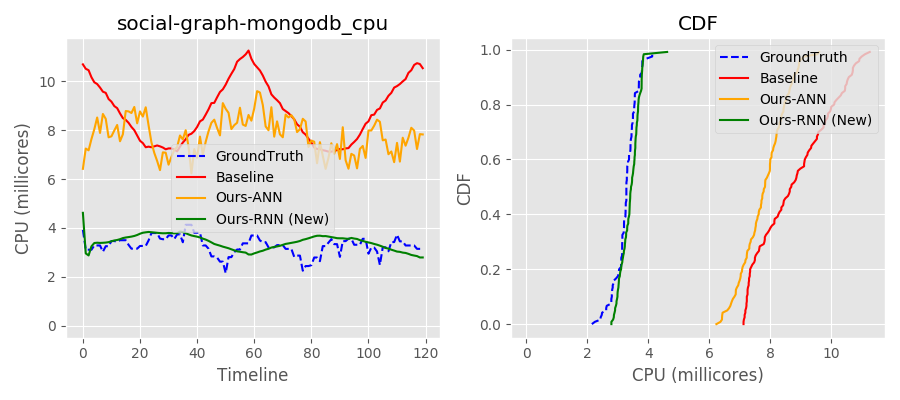 social-graph-mongodb_cpu
CPU (millicores)
10
8
6
4
2
0
GroundTruth
Baseline
Ours-ANN
Ours-RNN (New)
0
20
40
60
80
100
120
Timeline
CDF
CDF
1.0
0.8
0.6
0.4
0.2
0.0
GroundTruth
Baseline
Ours-ANN
Ours-RNN (New)
0
2
4
6
8
10
CPU (millicores)